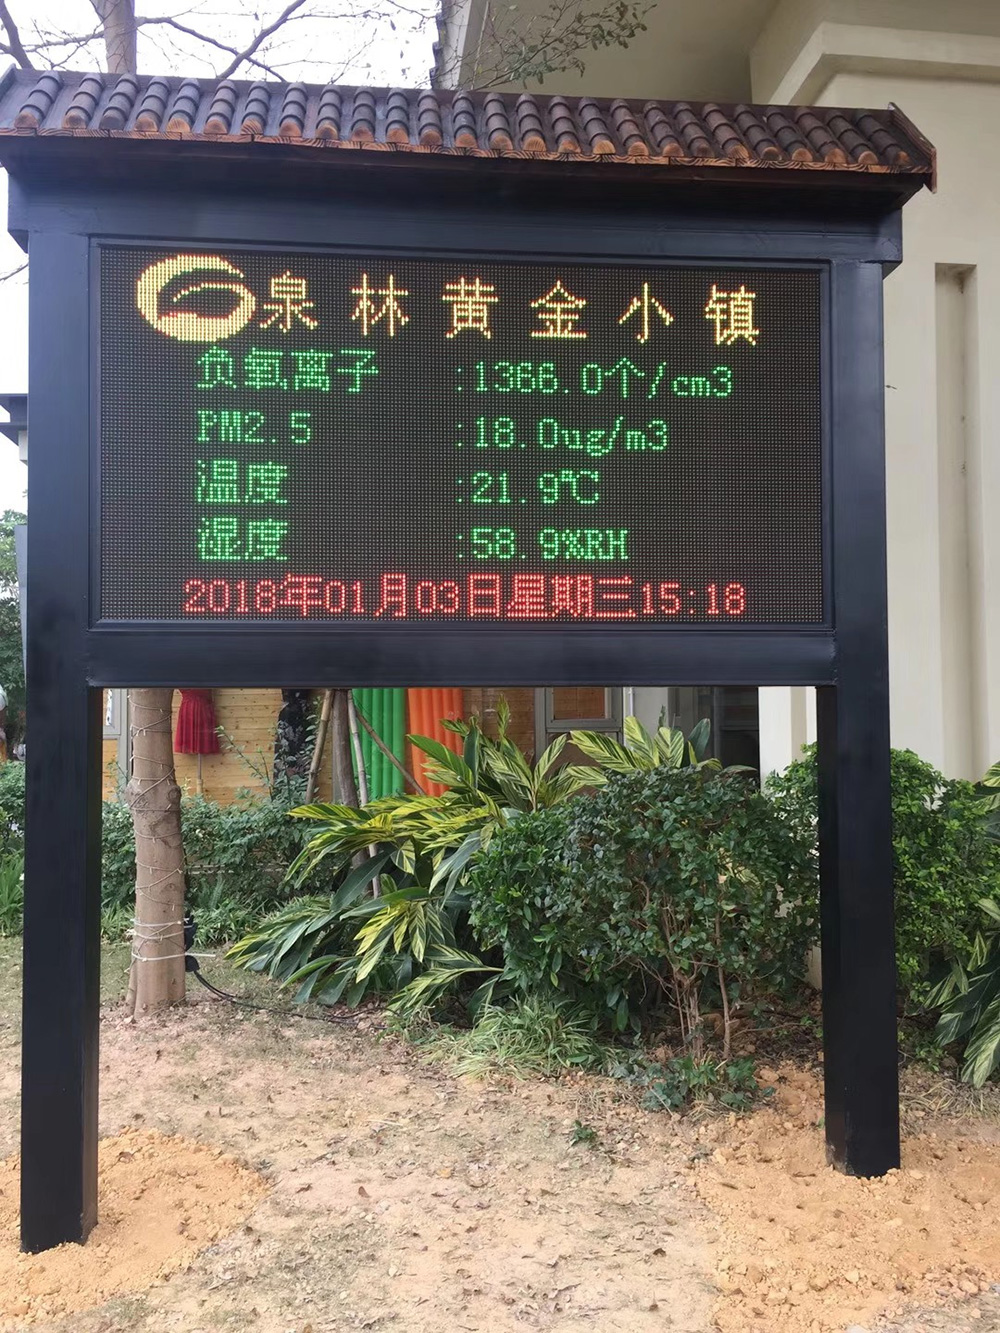 泉林黄金小镇
负氧离子 :1366.0个/cm3
PM2.5 :18.0ug/m3
温度 :21.9℃
湿度 :58.9%RH
2018年01月03日星期三15:18